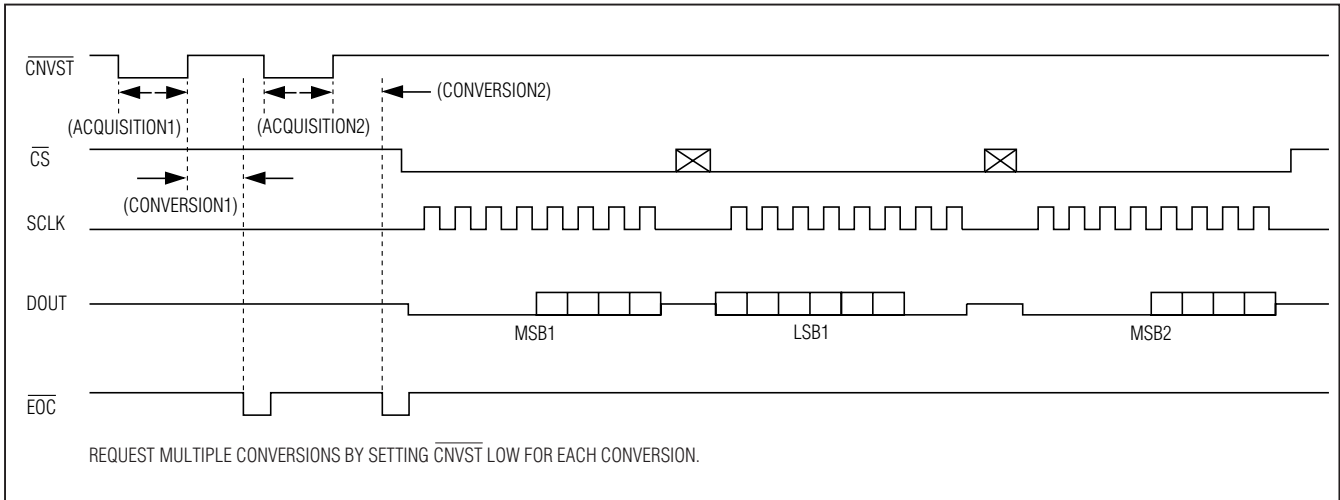 CNVST
(CONVERSION2)
(ACQUISITION1)
(ACQUISITION2)
CS
(CONVERSION1)
SCLK
DOUT
MSB1
LSB1
MSB2
EOC
REQUEST MULTIPLE CONVERSIONS BY SETTING CNVST LOW FOR EACH CONVERSION.